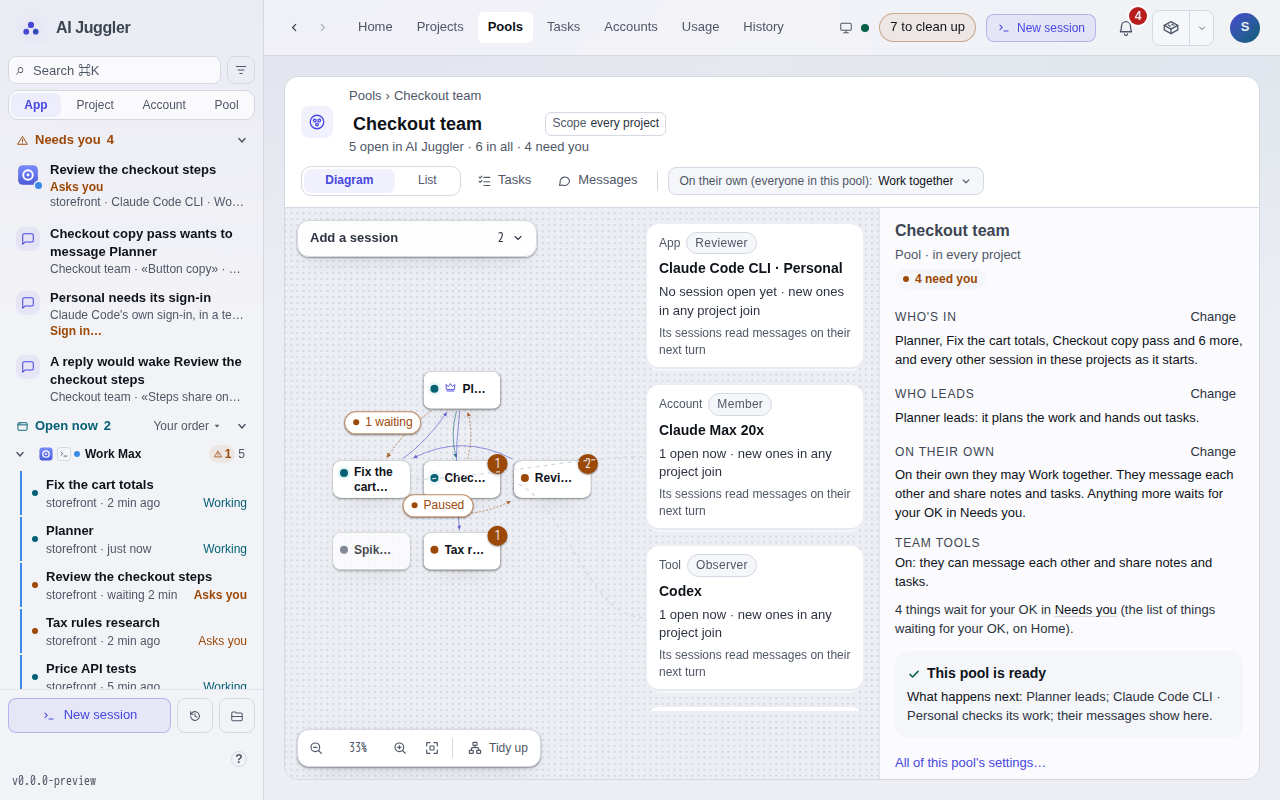 AI Juggler
Search ⌘K
App Project Account Pool
Needs you 4
Review the checkout steps
Asks you
storefront · Claude Code CLI · Wo…
Checkout copy pass wants to
message Planner
Checkout team · «Button copy» · …
Personal needs its sign-in
Claude Code's own sign-in, in a te…
Sign in…
A reply would wake Review the
checkout steps
Checkout team · «Steps share on…
Open now 2 Your order
Work Max 1 5
Fix the cart totals
storefront · 2 min ago Working
Planner
storefront · just now Working
Review the checkout steps
storefront · waiting 2 min Asks you
Tax rules research
storefront · 2 min ago Asks you
Price API tests
storefront · 5 min ago Working
New session
?
v0.0.0-preview
Home Projects Pools Tasks Accounts Usage History
7 to clean up
New session
4
S
Pools › Checkout team
Checkout team
Scope every project
5 open in AI Juggler · 6 in all · 4 need you
Diagram List Tasks Messages
On their own (everyone in this pool): Work together
Add a session 2
Pl…
1 waiting
Fix the
cart…
Chec…
1
Revi…
2
Paused
Spik…
Tax r…
1
33%
Tidy up
App Reviewer
Claude Code CLI · Personal
No session open yet · new ones
in any project join
Its sessions read messages on their
next turn
Account Member
Claude Max 20x
1 open now · new ones in any
project join
Its sessions read messages on their
next turn
Tool Observer
Codex
1 open now · new ones in any
project join
Its sessions read messages on their
next turn
Checkout team
Pool · in every project
4 need you
WHO'S IN Change
Planner, Fix the cart totals, Checkout copy pass and 6 more,
and every other session in these projects as it starts.
WHO LEADS Change
Planner leads: it plans the work and hands out tasks.
ON THEIR OWN Change
On their own they may Work together. They message each
other and share notes and tasks. Anything more waits for
your OK in Needs you.
TEAM TOOLS
On: they can message each other and share notes and
tasks.
4 things wait for your OK in Needs you (the list of things
waiting for your OK, on Home).
This pool is ready
What happens next: Planner leads; Claude Code CLI ·
Personal checks its work; their messages show here.
All of this pool's settings…